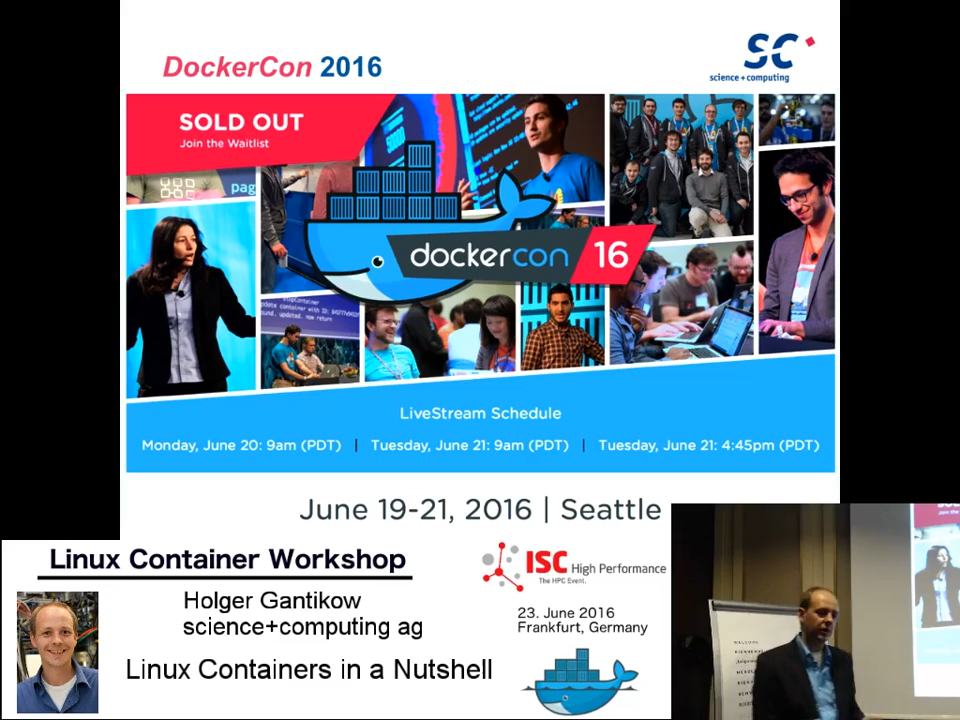 DockerCon 2016
SC
science+computing
SOLD OUT
Join the Waitlist
pag
dockercon 16
LiveStream Schedule
Monday, June 20: 9am (PDT) | Tuesday, June 21: 9am (PDT) | Tuesday, June 21: 4:45pm (PDT)
June 19-21, 2016 | Seattle
Linux Container Workshop
Holger Gantikow
science+computing ag
Linux Containers in a Nutshell
ISC High Performance
The HPC Event.
23. June 2016
Frankfurt, Germany
WELCOME